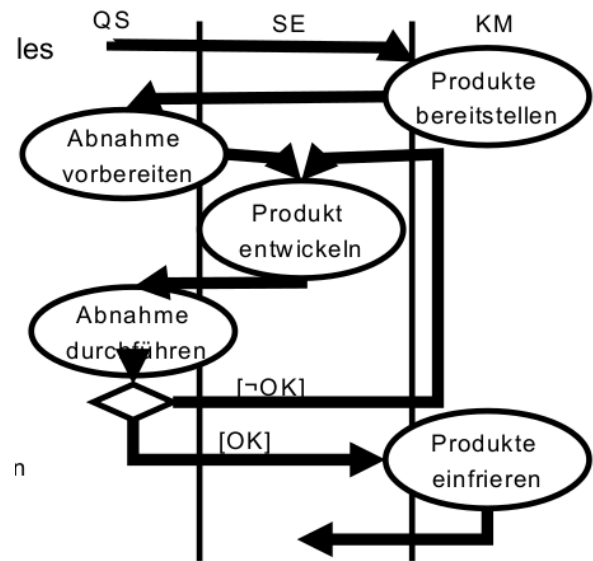 QS SE KM
les
Produkte
bereitstellen
Abnahme
vorbereiten
Produkt
entwickeln
Abnahme
durchführen
[¬OK]
[OK]
Produkte
einfrieren
n